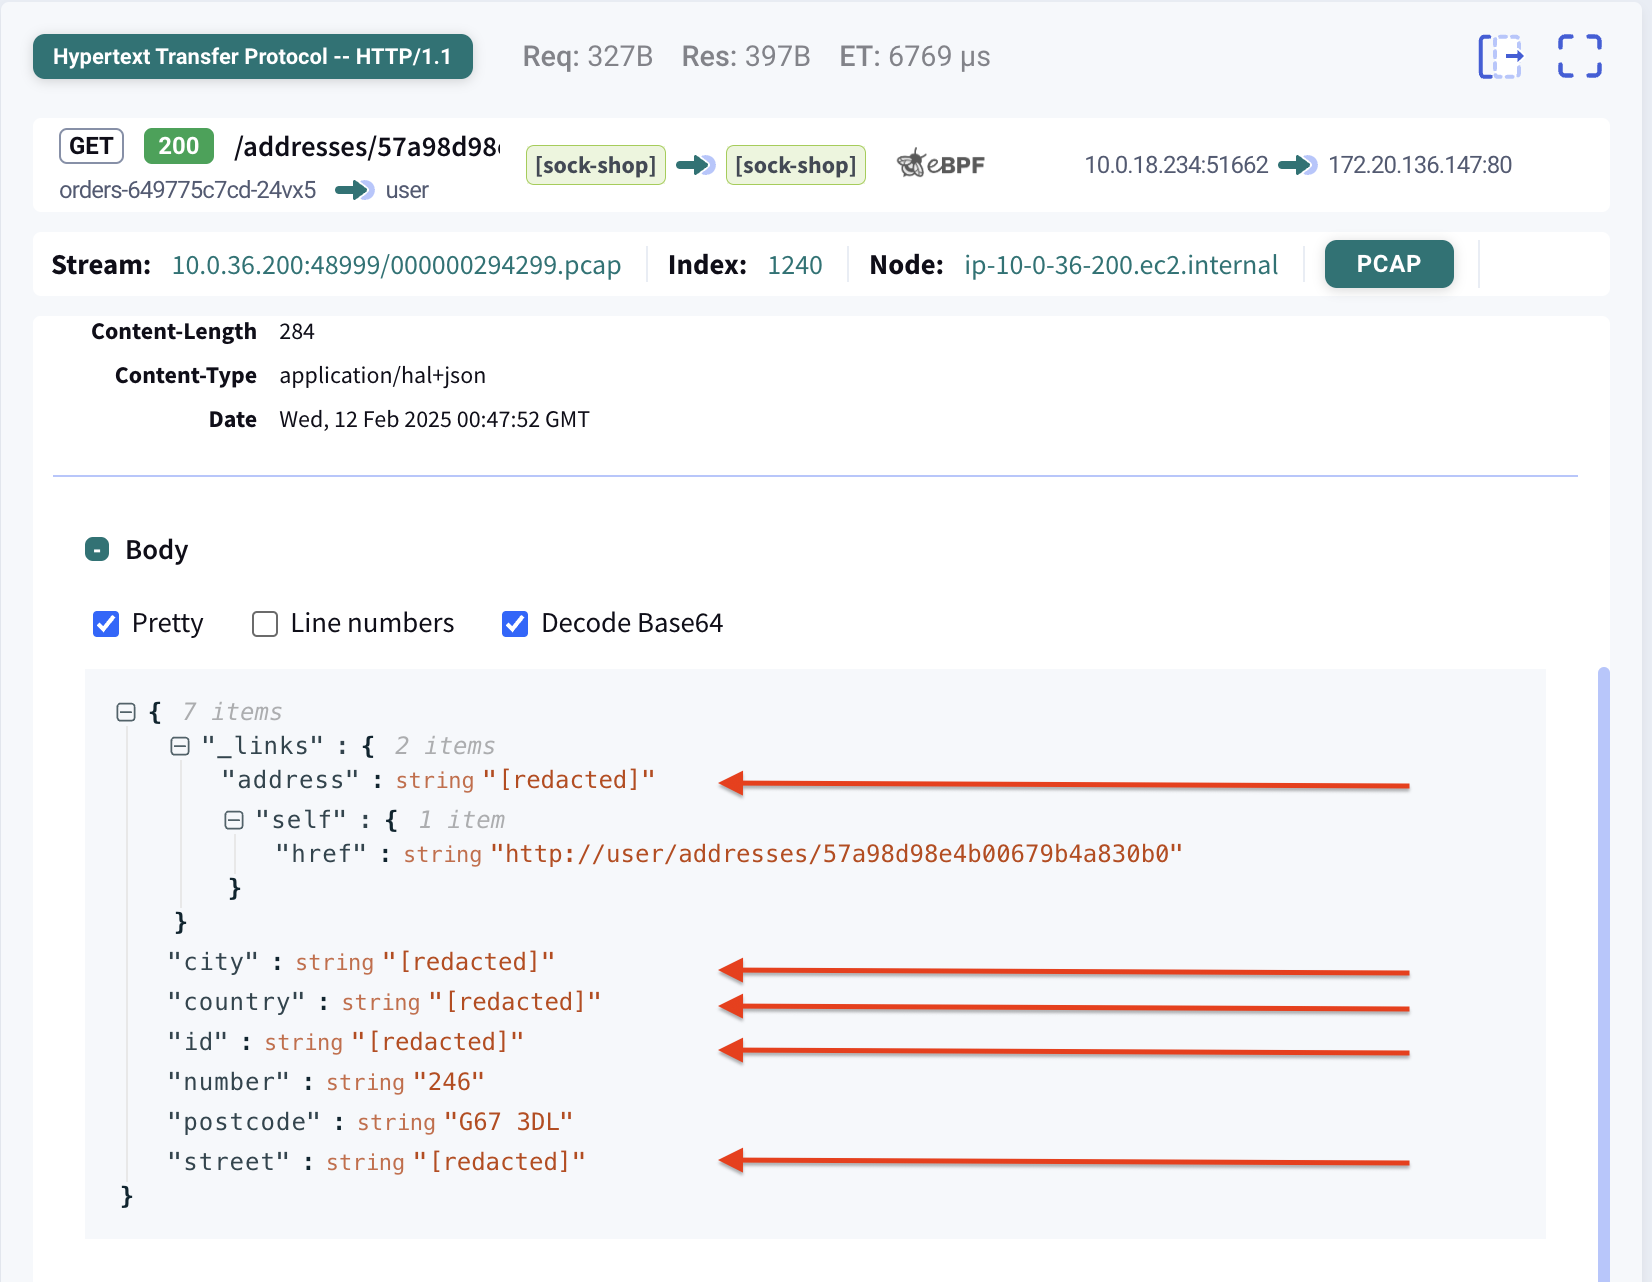 Hypertext Transfer Protocol -- HTTP/1.1 Req: 327B Res: 397B ET: 6769 µs
GET 200 /addresses/57a98d98
orders-649775c7cd-24vx5 user
[sock-shop] [sock-shop] eBPF 10.0.18.234:51662 172.20.136.147:80
Stream: 10.0.36.200:48999/000000294299.pcap Index: 1240 Node: ip-10-0-36-200.ec2.internal PCAP
Content-Length 284
Content-Type application/hal+json
Date Wed, 12 Feb 2025 00:47:52 GMT
- Body
Pretty Line numbers Decode Base64
{ 7 items
"_links" : { 2 items
"address" : string "[redacted]"
"self" : { 1 item
"href" : string "http://user/addresses/57a98d98e4b00679b4a830b0"
}
}
"city" : string "[redacted]"
"country" : string "[redacted]"
"id" : string "[redacted]"
"number" : string "246"
"postcode" : string "G67 3DL"
"street" : string "[redacted]"
}